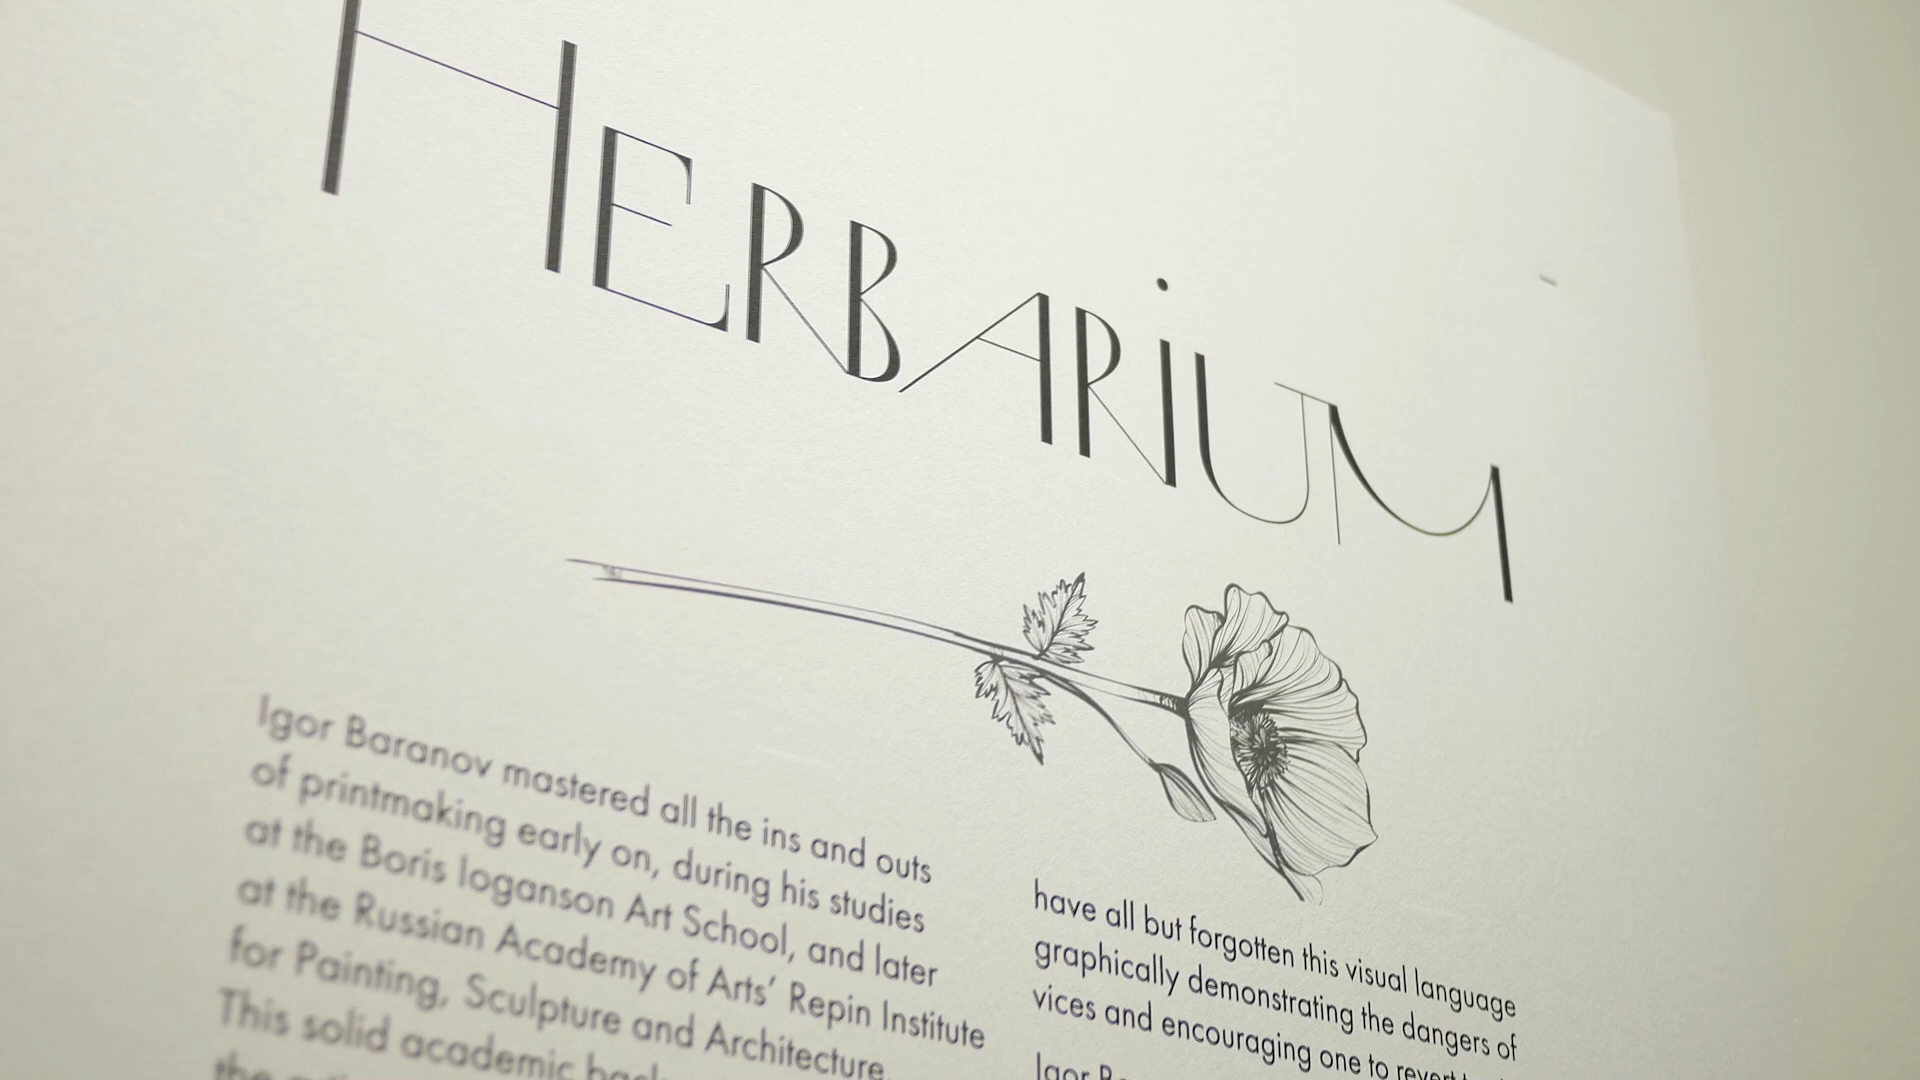 HERBARiUM
Igor Baranov mastered all the ins and outs
of printmaking early on, during his studies
at the Boris Ioganson Art School, and later
at the Russian Academy of Arts' Repin Institute
for Painting, Sculpture and Architecture.
This solid academic
the
have all but forgotten this visual language
graphically demonstrating the dangers of
vices and encouraging one to
Igor